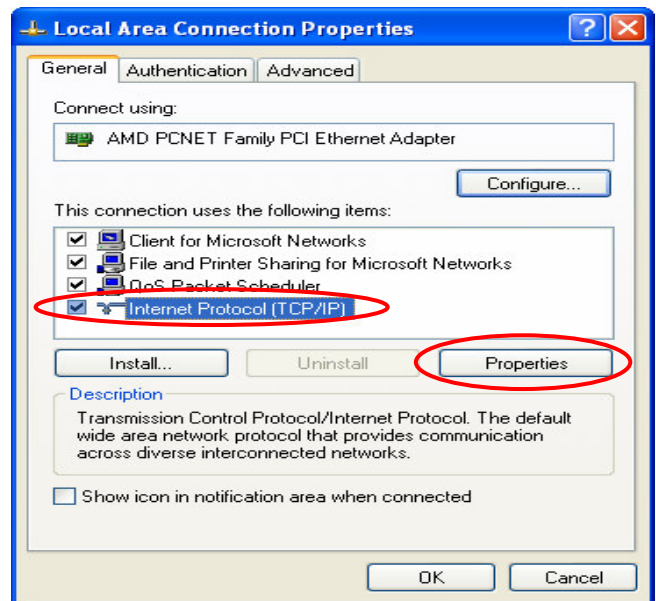 Local Area Connection Properties
General Authentication Advanced
Connect using:
AMD PCNET Family PCI Ethernet Adapter
Configure...
This connection uses the following items:
Client for Microsoft Networks
File and Printer Sharing for Microsoft Networks
QoS Packet Scheduler
Internet Protocol (TCP/IP)
Install... Uninstall Properties
Description
Transmission Control Protocol/Internet Protocol. The default
wide area network protocol that provides communication
across diverse interconnected networks.
Show icon in notification area when connected
OK Cancel